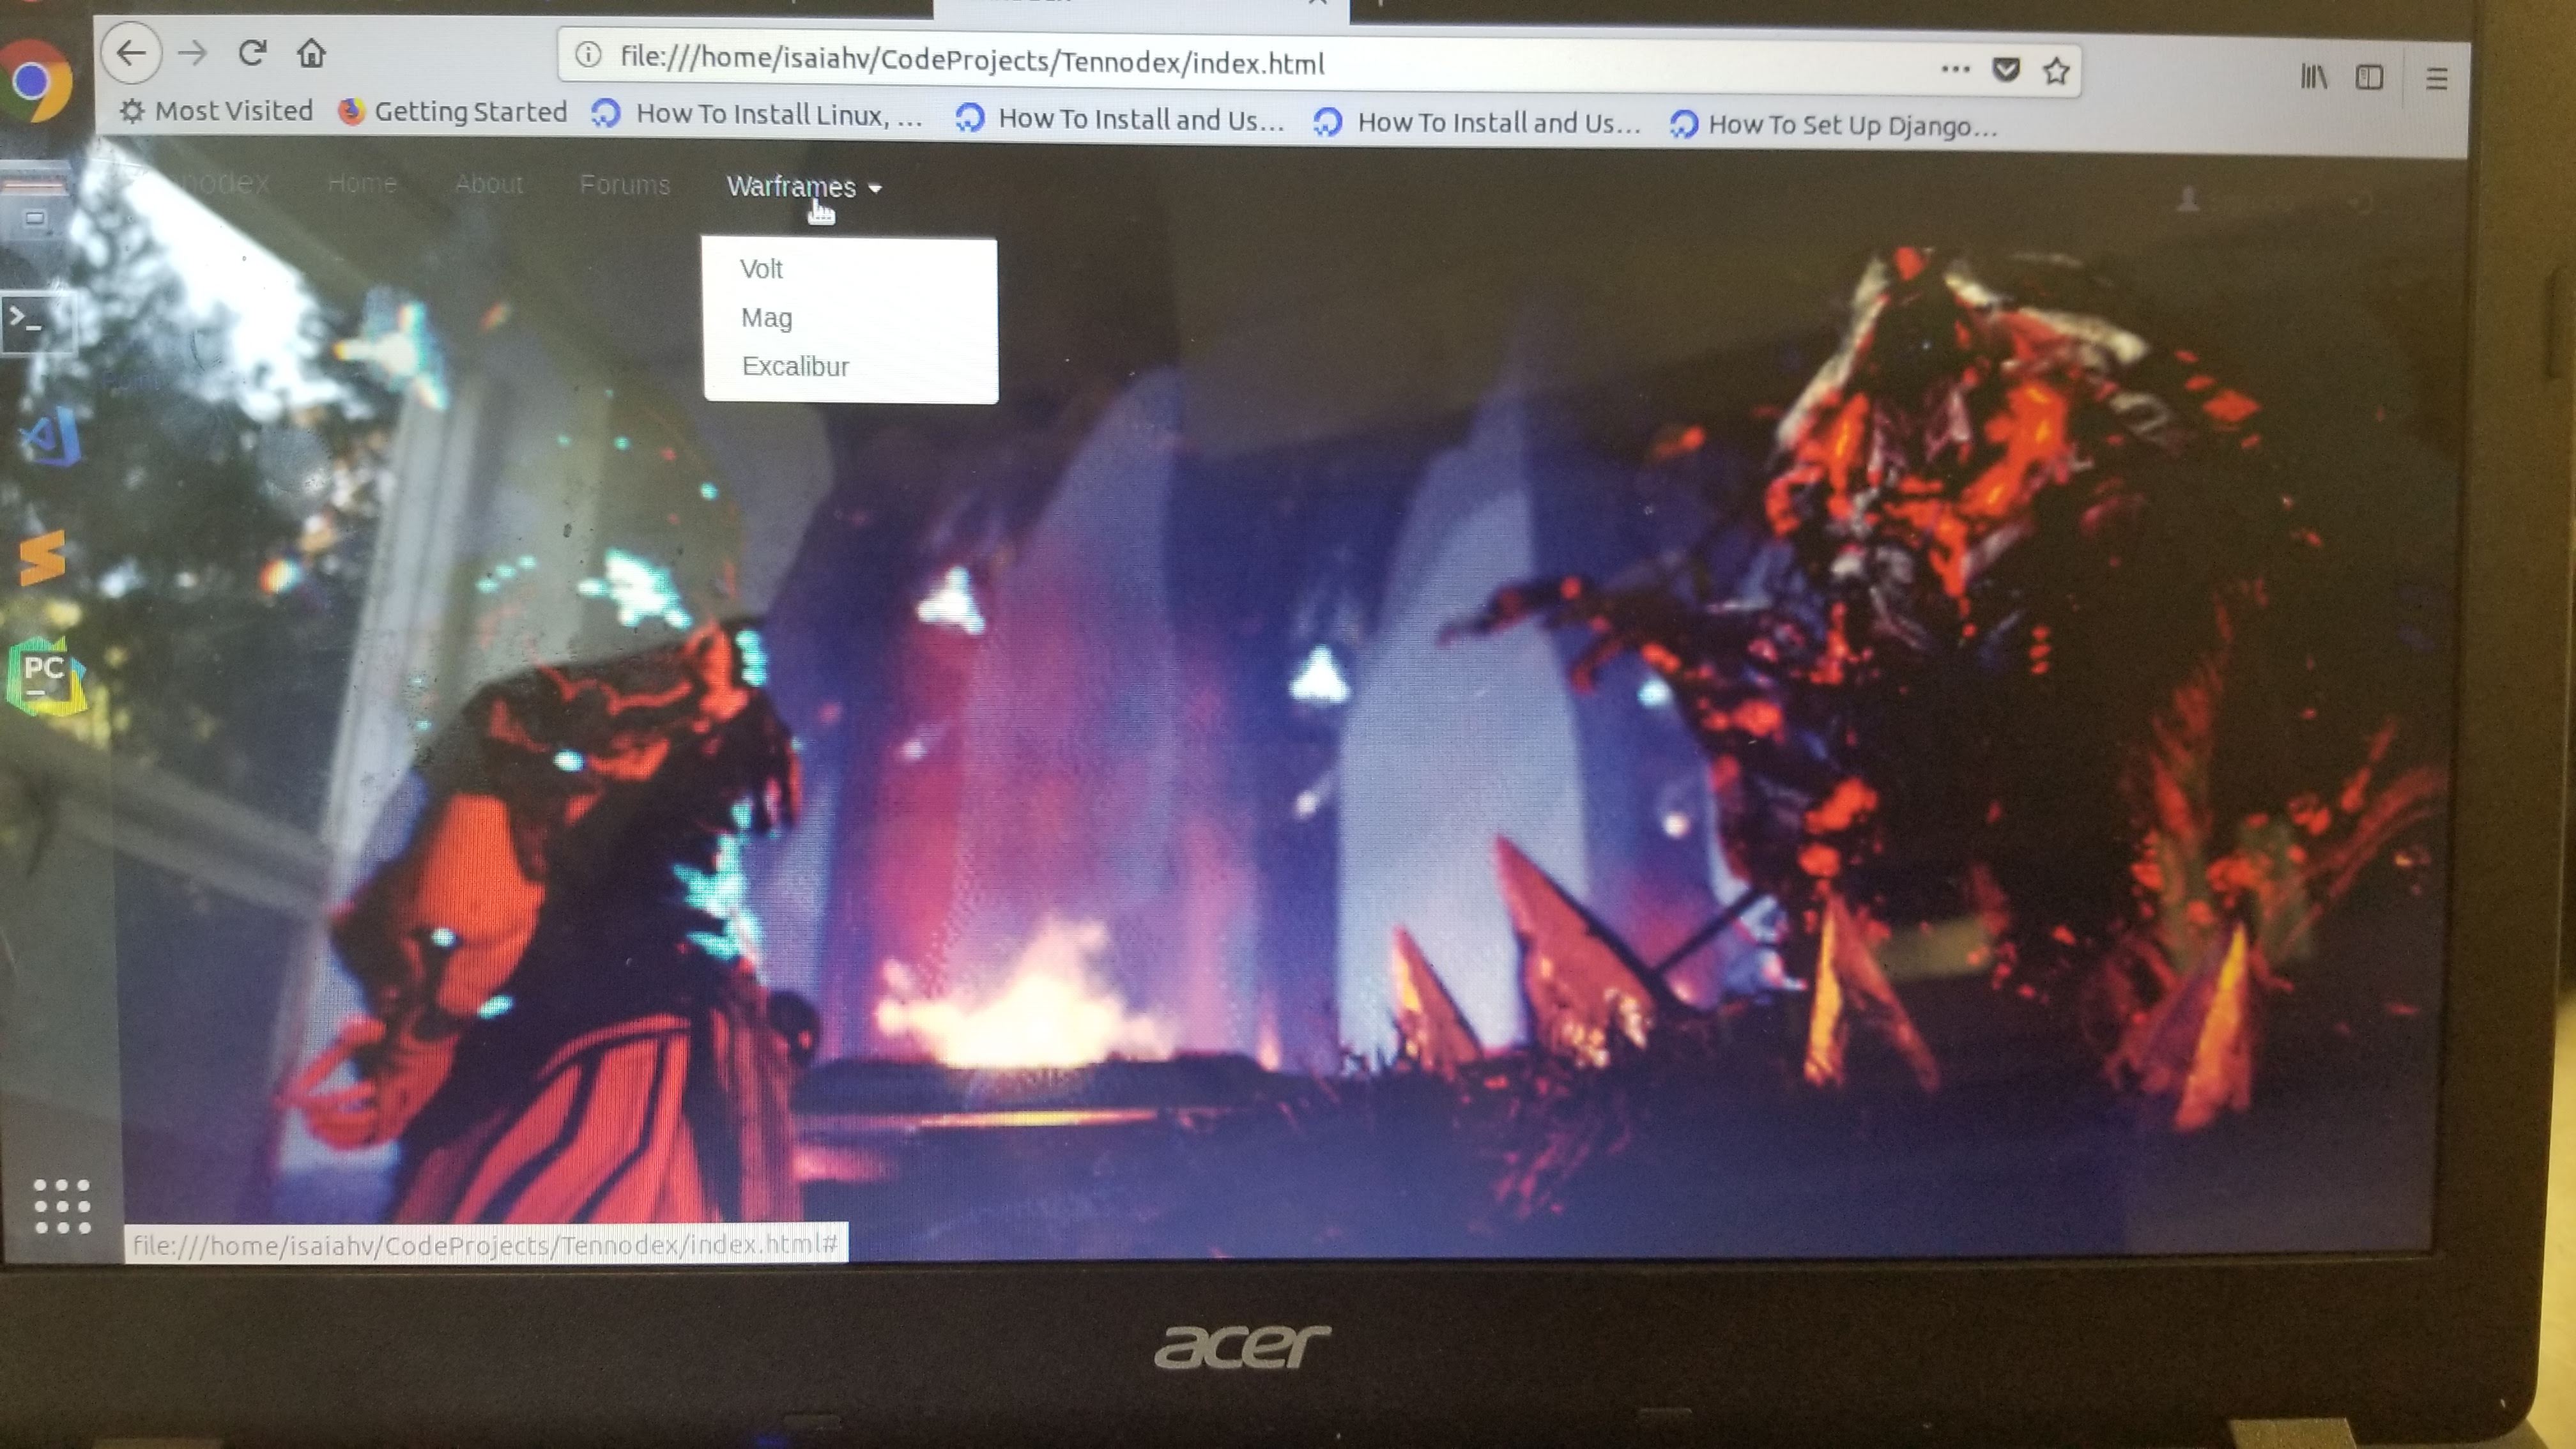 file:///home/isaiahv/CodeProjects/Tennodex/index.html
Most Visited Getting Started How To Install Linux, ... How To Install and Us... How To Install and Us... How To Set Up Django...
nodex Home About Forums Warframes
Volt
Mag
Excalibur
PC
file:///home/isaiahv/CodeProjects/Tennodex/index.html#
acer